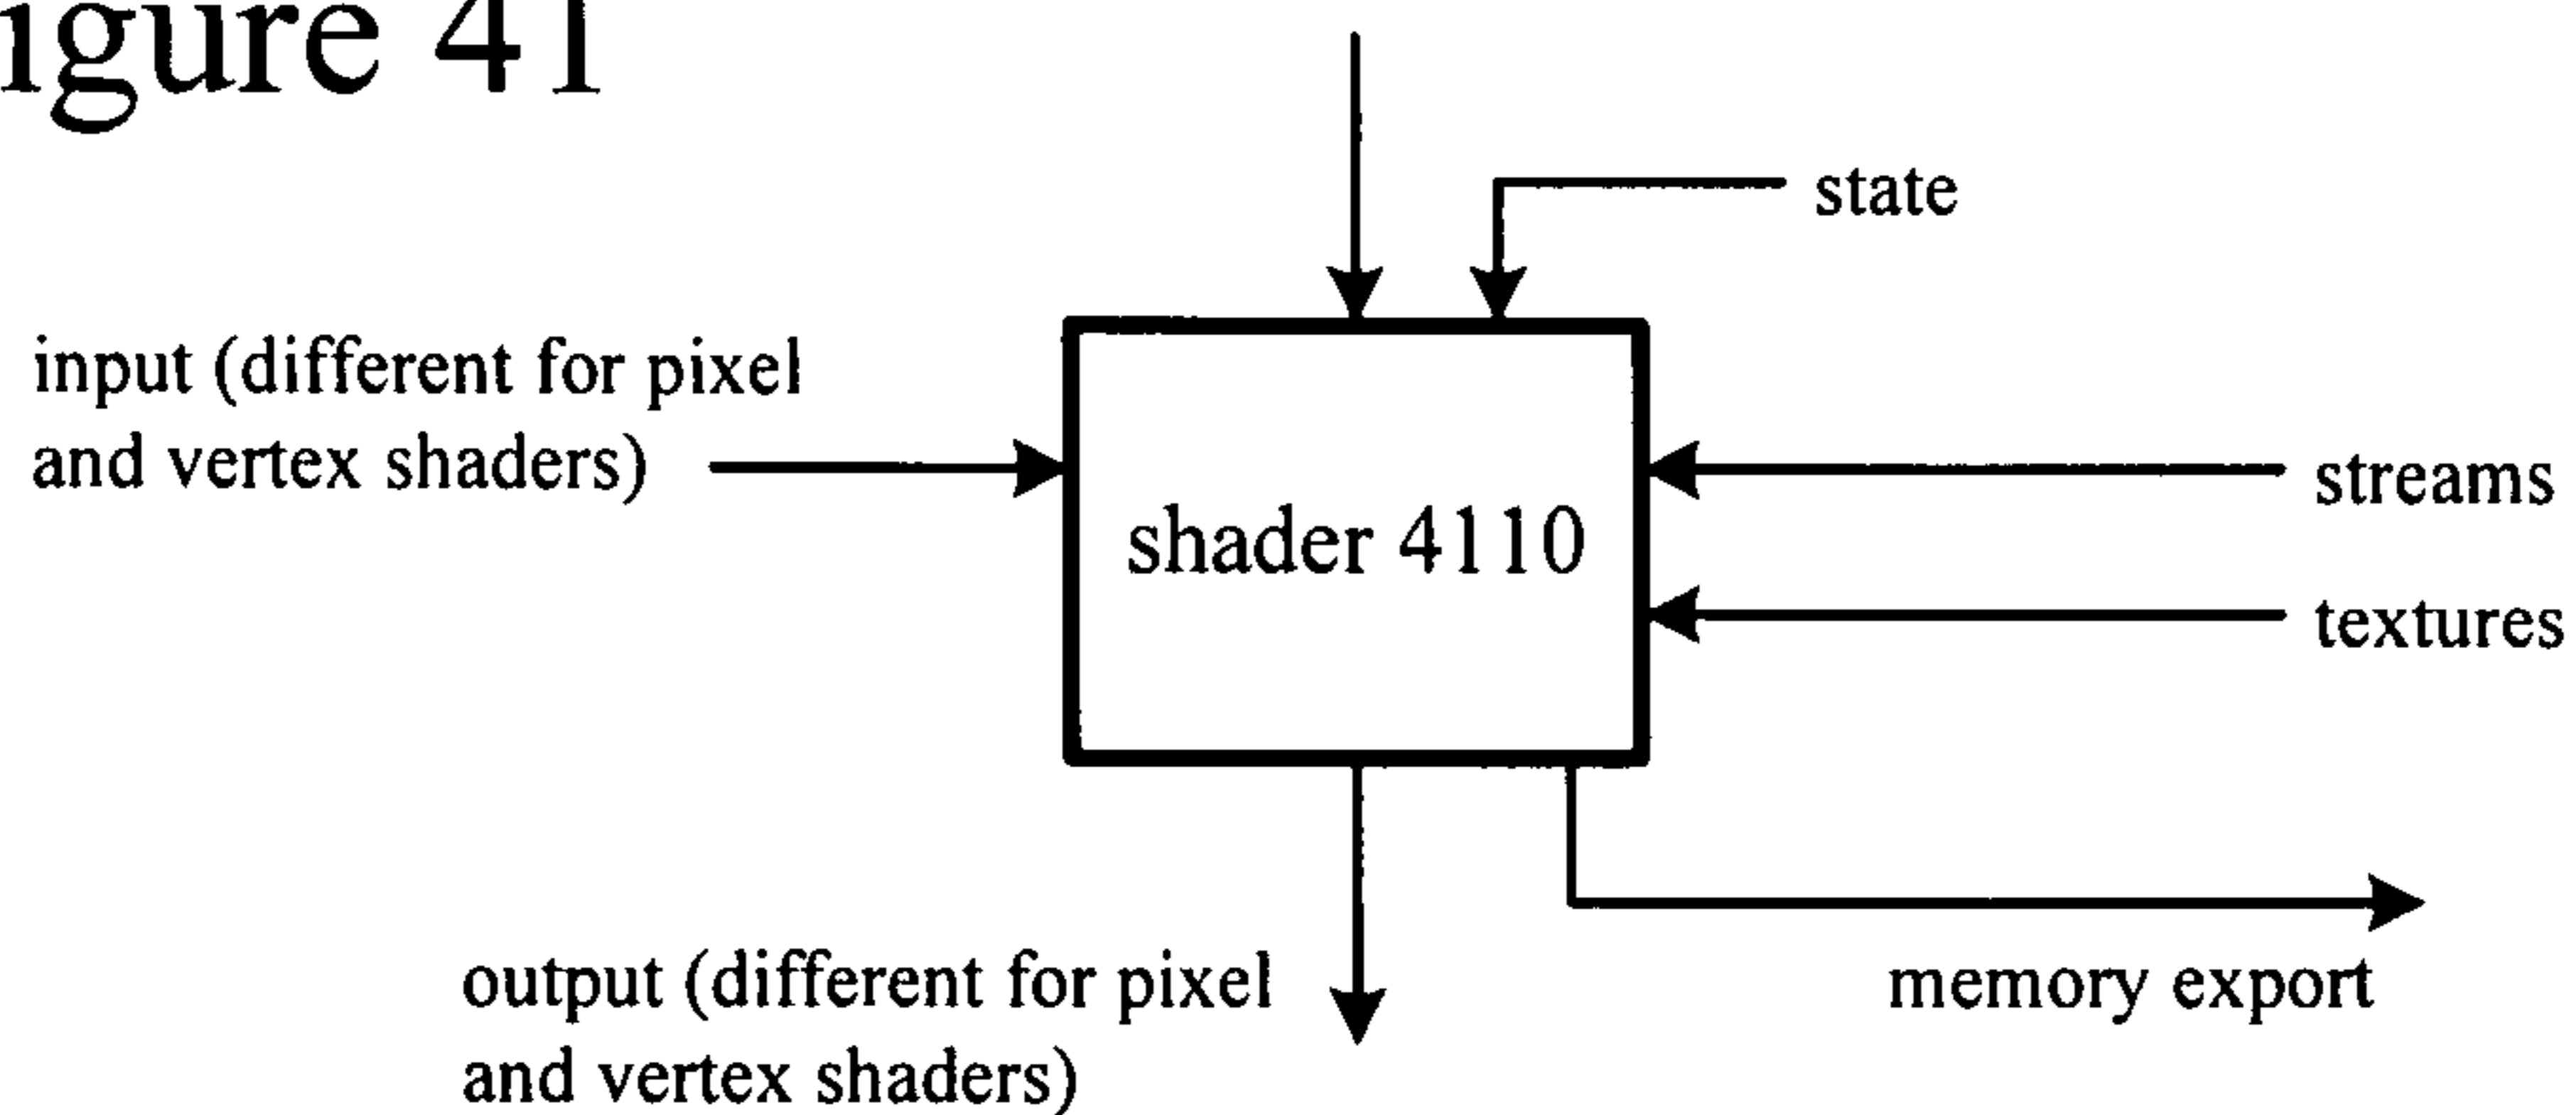 igure 41
state
input (different for pixel
and vertex shaders)
streams
shader 4110
textures
output (different for pixel
and vertex shaders)
memory export